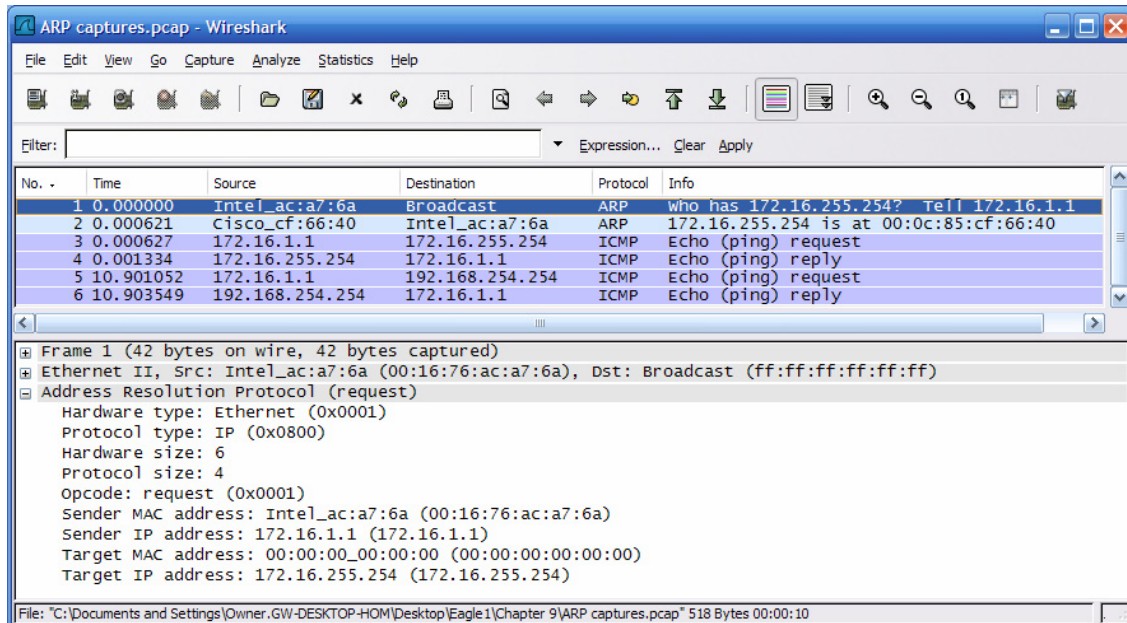 ARP captures.pcap - Wireshark
File Edit View Go Capture Analyze Statistics Help
Filter: Expression... Clear Apply
No. Time Source Destination Protocol Info
1 0.000000 Intel_ac:a7:6a Broadcast ARP Who has 172.16.255.254? Tell 172.16.1.1
2 0.000621 Cisco_cf:66:40 Intel_ac:a7:6a ARP 172.16.255.254 is at 00:0c:85:cf:66:40
3 0.000627 172.16.1.1 172.16.255.254 ICMP Echo (ping) request
4 0.001334 172.16.255.254 172.16.1.1 ICMP Echo (ping) reply
5 10.901052 172.16.1.1 192.168.254.254 ICMP Echo (ping) request
6 10.903549 192.168.254.254 172.16.1.1 ICMP Echo (ping) reply
Frame 1 (42 bytes on wire, 42 bytes captured)
Ethernet II, Src: Intel_ac:a7:6a (00:16:76:ac:a7:6a), Dst: Broadcast (ff:ff:ff:ff:ff:ff)
Address Resolution Protocol (request)
Hardware type: Ethernet (0x0001)
Protocol type: IP (0x0800)
Hardware size: 6
Protocol size: 4
Opcode: request (0x0001)
Sender MAC address: Intel_ac:a7:6a (00:16:76:ac:a7:6a)
Sender IP address: 172.16.1.1 (172.16.1.1)
Target MAC address: 00:00:00_00:00:00 (00:00:00:00:00:00)
Target IP address: 172.16.255.254 (172.16.255.254)
File: "C:\Documents and Settings\Owner.GW-DESKTOP-HOM\Desktop\Eagle1\Chapter 9\ARP captures.pcap" 518 Bytes 00:00:10